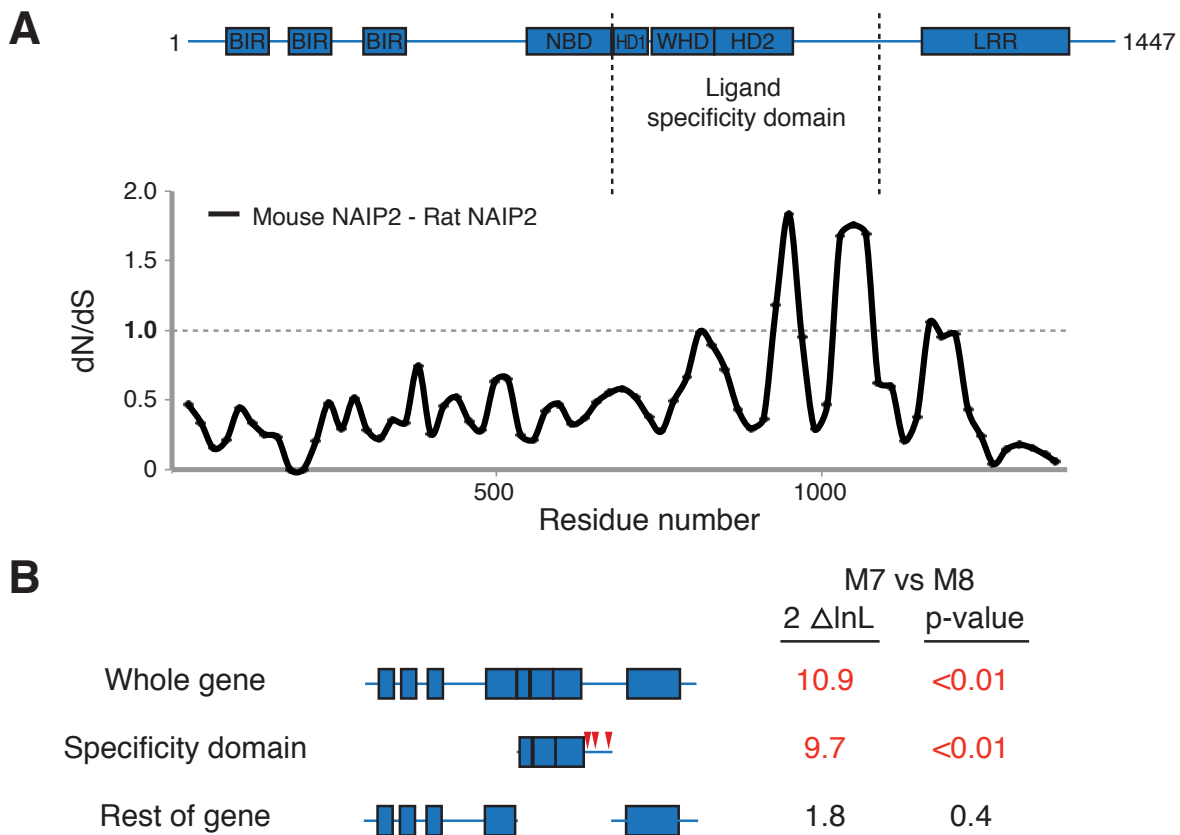 A
1 BIR BIR BIR NBD HD1 WHD HD2 LRR 1447
Ligand
specificity domain
2.0
Mouse NAIP2 - Rat NAIP2
1.5
1.0
0.5
0
dN/dS
500 1000
Residue number
B
M7 vs M8
2 △lnL p-value
Whole gene 10.9 <0.01
Specificity domain 9.7 <0.01
Rest of gene 1.8 0.4